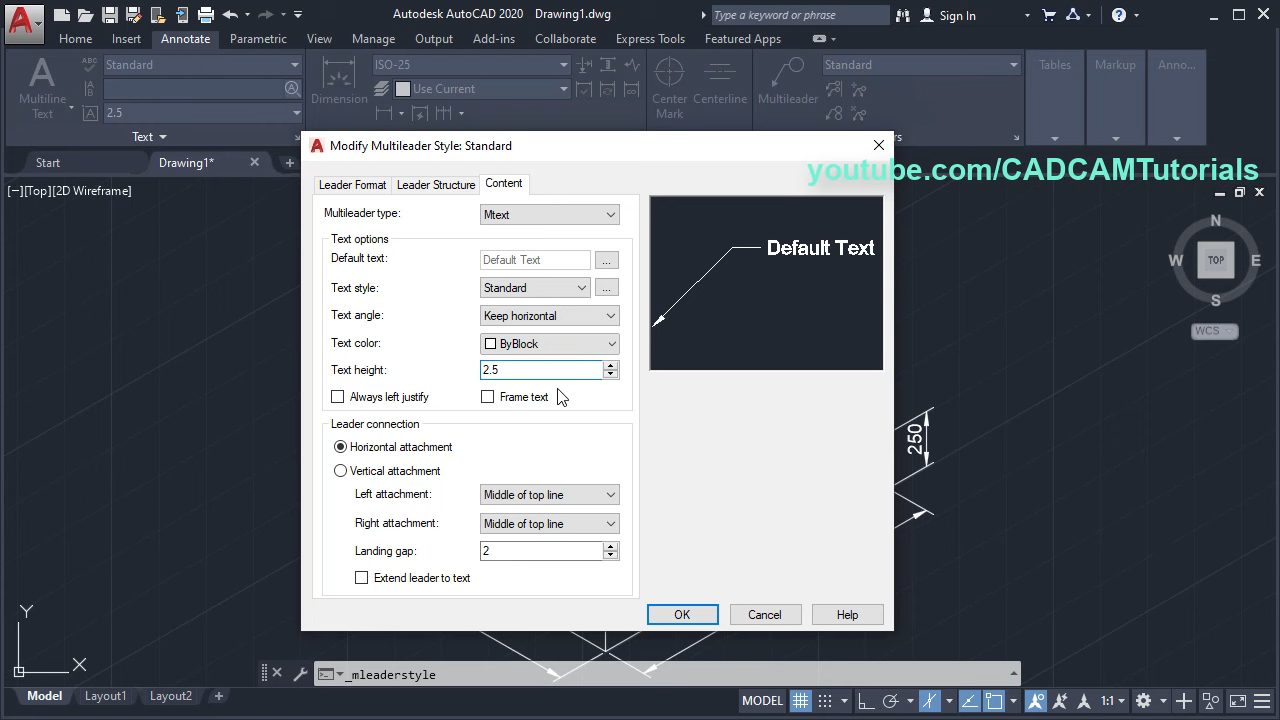 Autodesk AutoCAD 2020 Drawing1.dwg
Type a keyword or phrase
Sign In
Home Insert Annotate Parametric View Manage Output Add-ins Collaborate Express Tools Featured Apps
Standard
ISO-25
Standard
Tables
Markup
Anno...
Use Current
Multiline
Text
2.5
Dimension
Center
Mark
Centerline
Multileader
Text
Start
Drawing1*
Modify Multileader Style: Standard
youtube.com/CADCAMTutorials
[−][Top][2D Wireframe]
Leader Format Leader Structure Content
Multileader type: Mtext
Text options
Default text: Default Text ...
Text style: Standard ...
Text angle: Keep horizontal
Text color: ByBlock
Text height: 2.5
Always left justify Frame text
Leader connection
Horizontal attachment
Vertical attachment
Left attachment: Middle of top line
Right attachment: Middle of top line
Landing gap: 2
Extend leader to text
Default Text
OK Cancel Help
N
W TOP E
S
WCS
250
Y
X
_mleaderstyle
Model Layout1 Layout2
MODEL
1:1